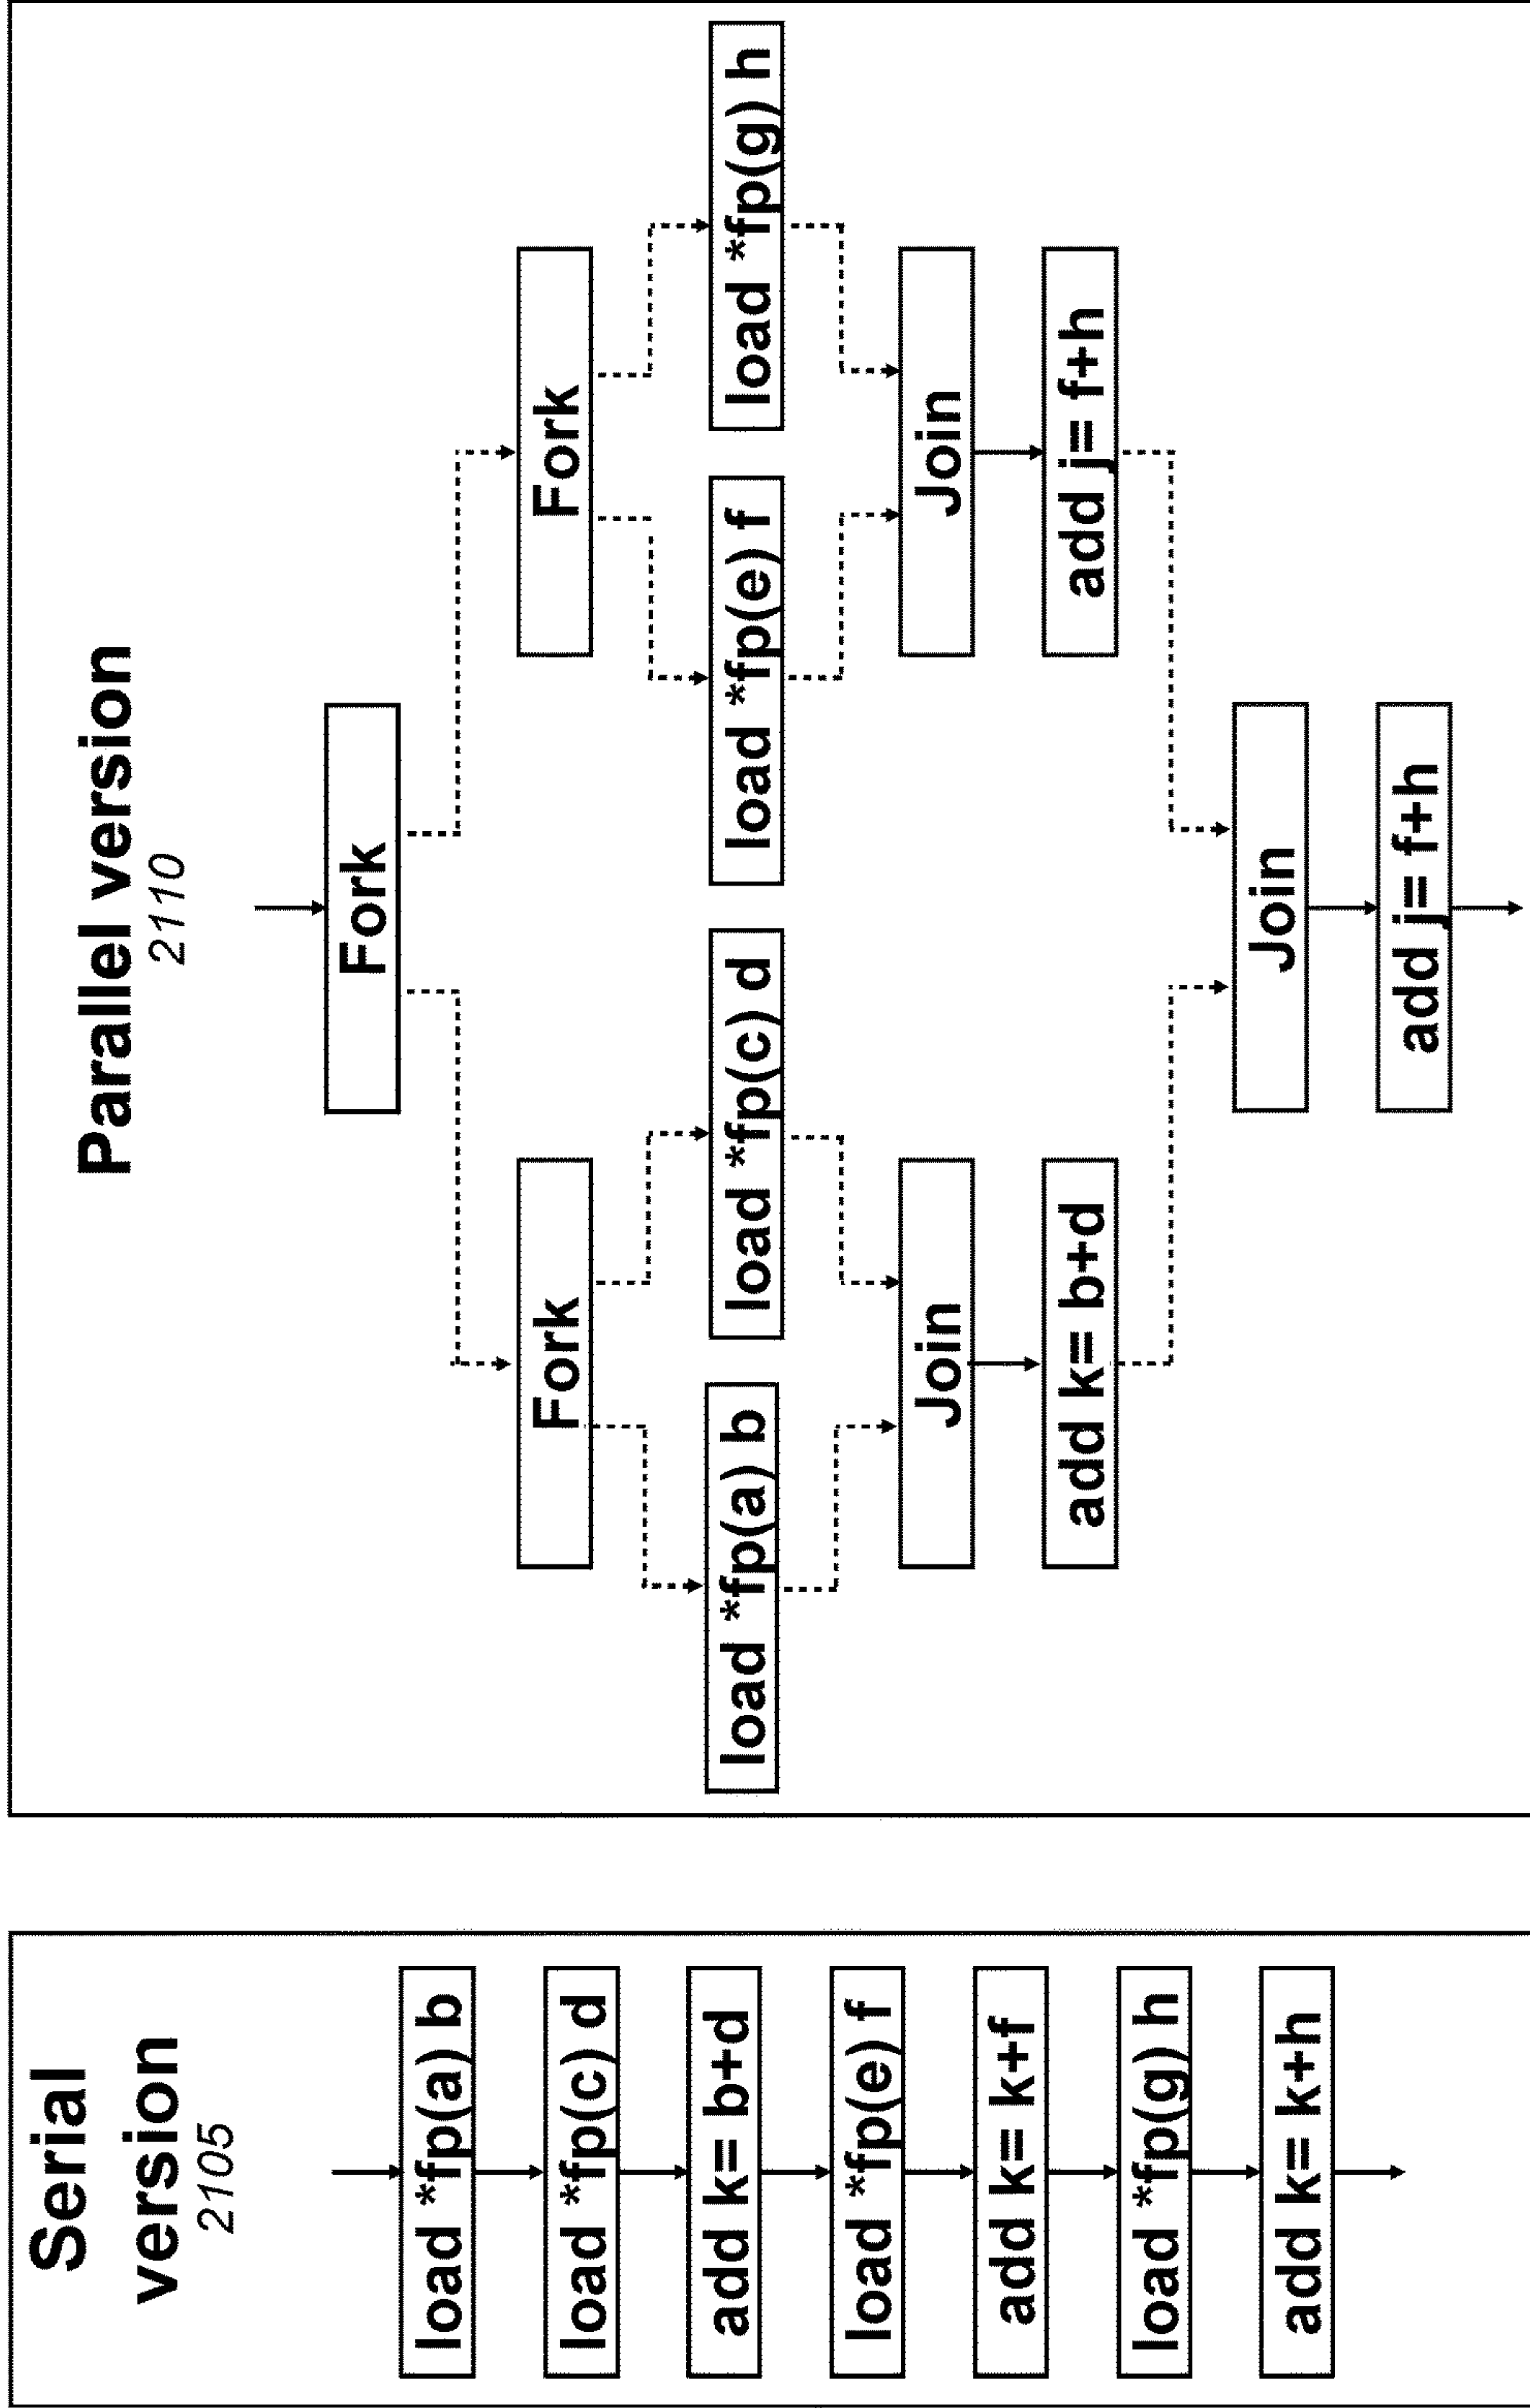 Serial
version
2105
load *fp(a) b
load *fp(c) d
add k= b+d
load *fp(e) f
add k= k+f
load *fp(g) h
add k= k+h
Parallel version
2110
Fork
Fork
Fork
load *fp(a) b
load *fp(c) d
load *fp(e) f
load *fp(g) h
Join
Join
add k= b+d
add j= f+h
Join
add j= f+h